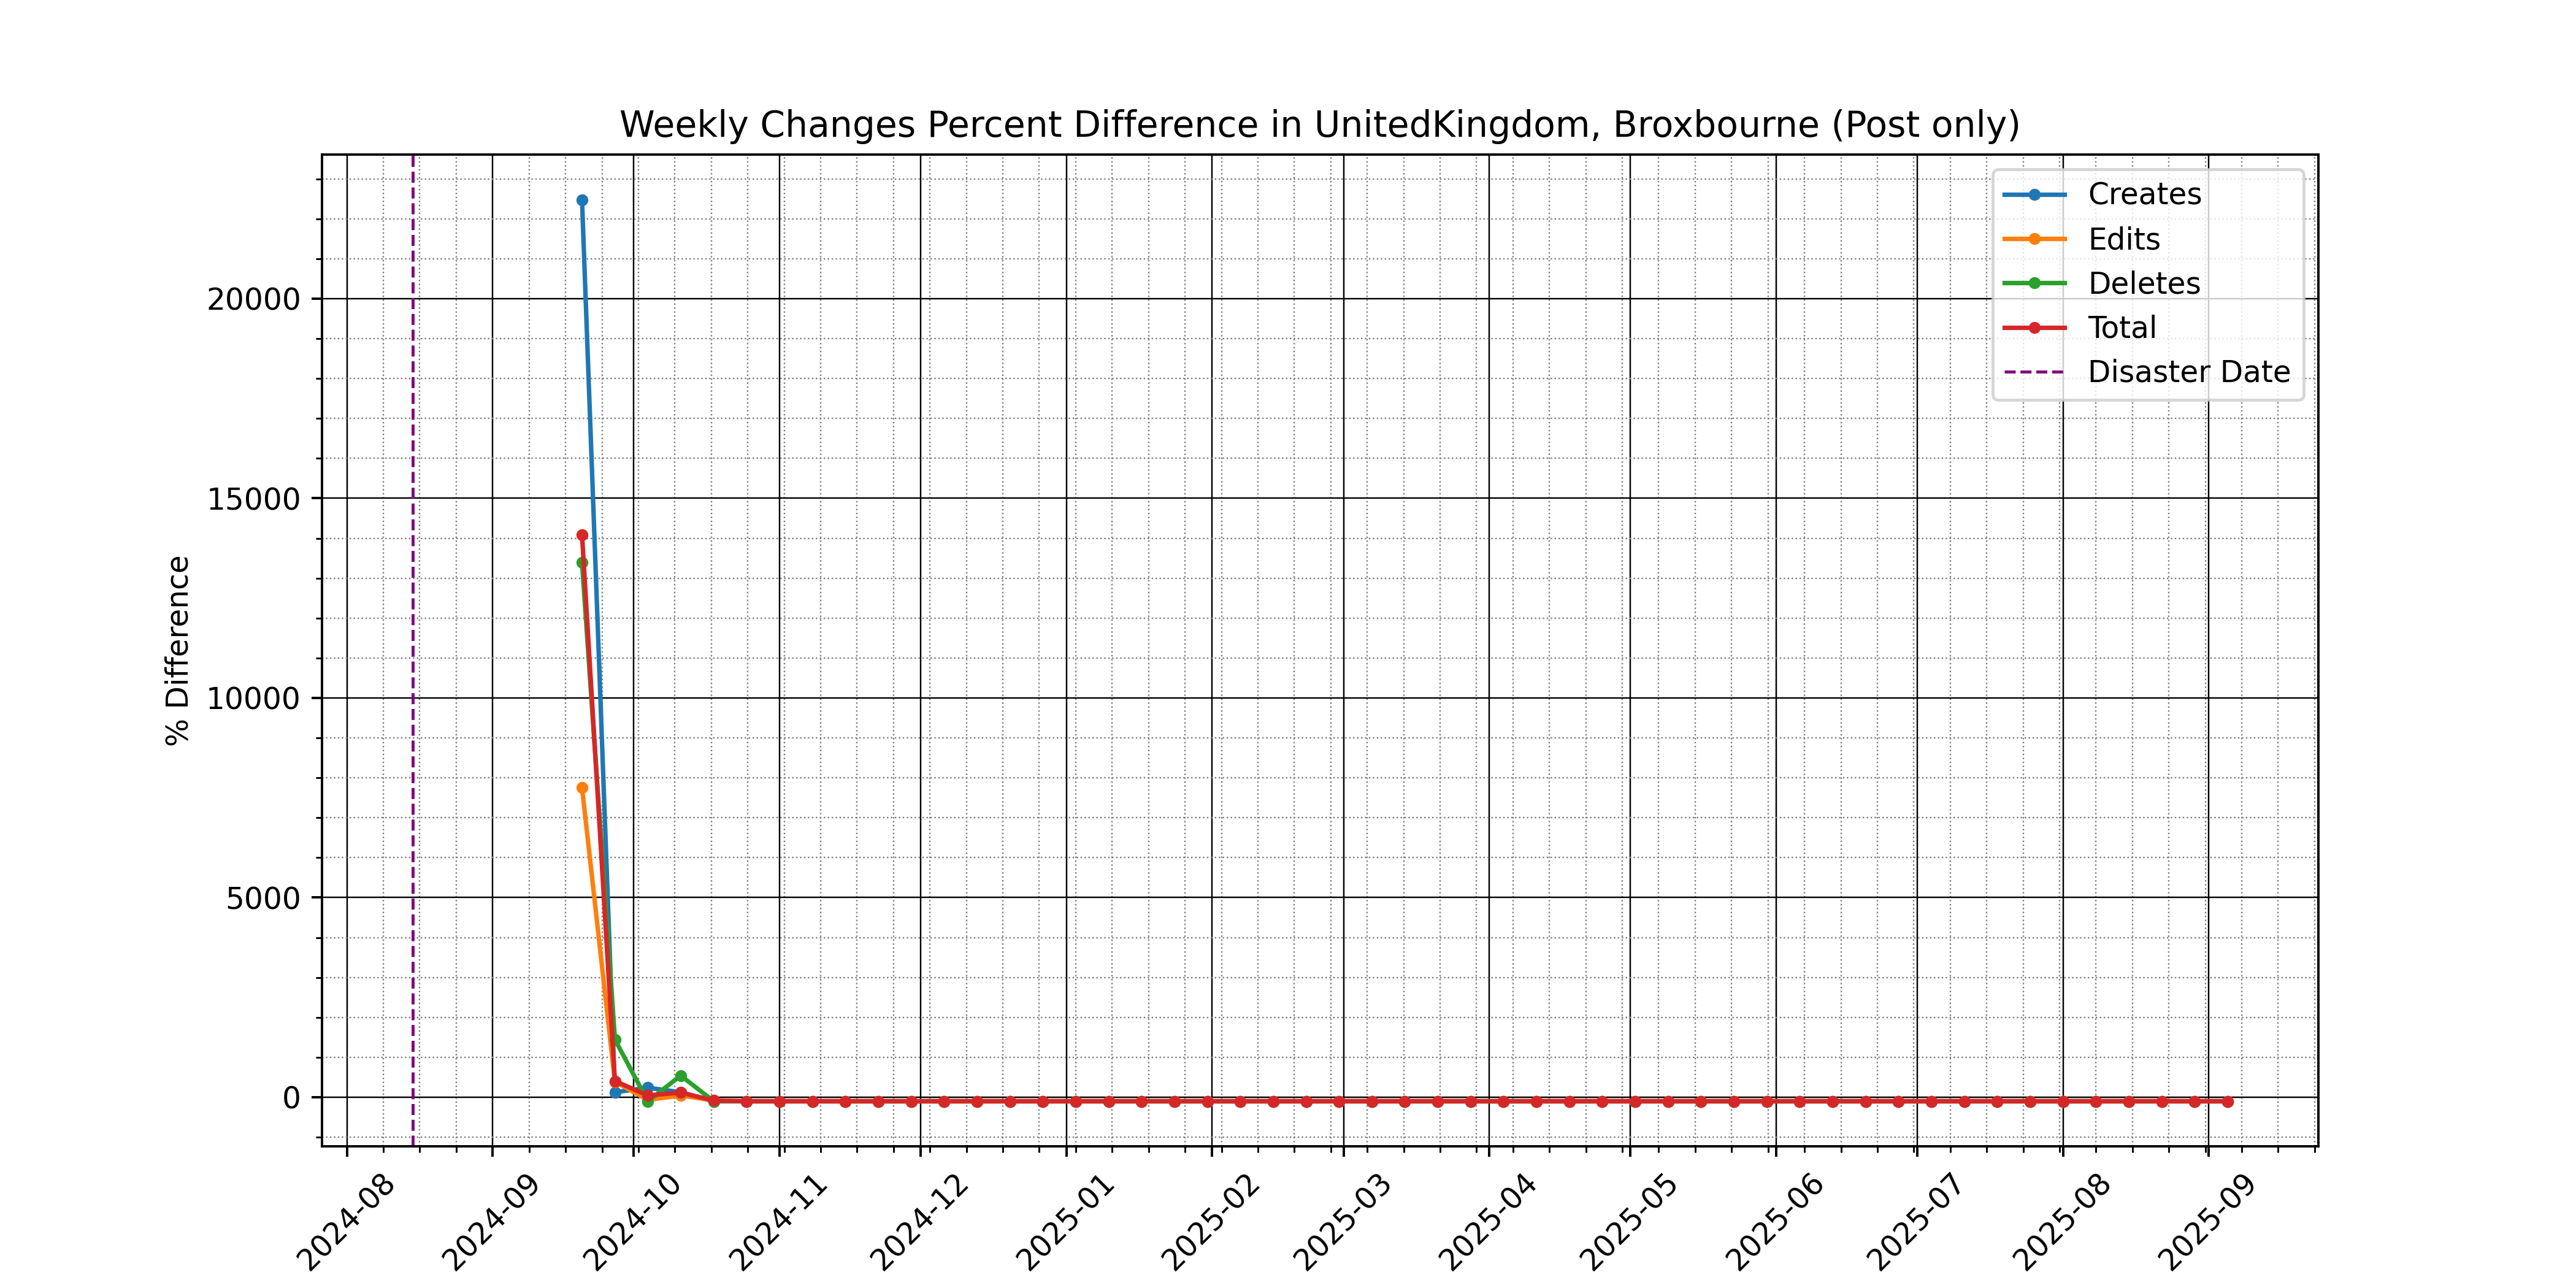 Weekly Changes Percent Difference in UnitedKingdom, Broxbourne (Post only)
Creates
Edits
Deletes
Total
Disaster Date
% Difference
20000
15000
10000
5000
0
2024-08
2024-09
2024-10
2024-11
2024-12
2025-01
2025-02
2025-03
2025-04
2025-05
2025-06
2025-07
2025-08
2025-09